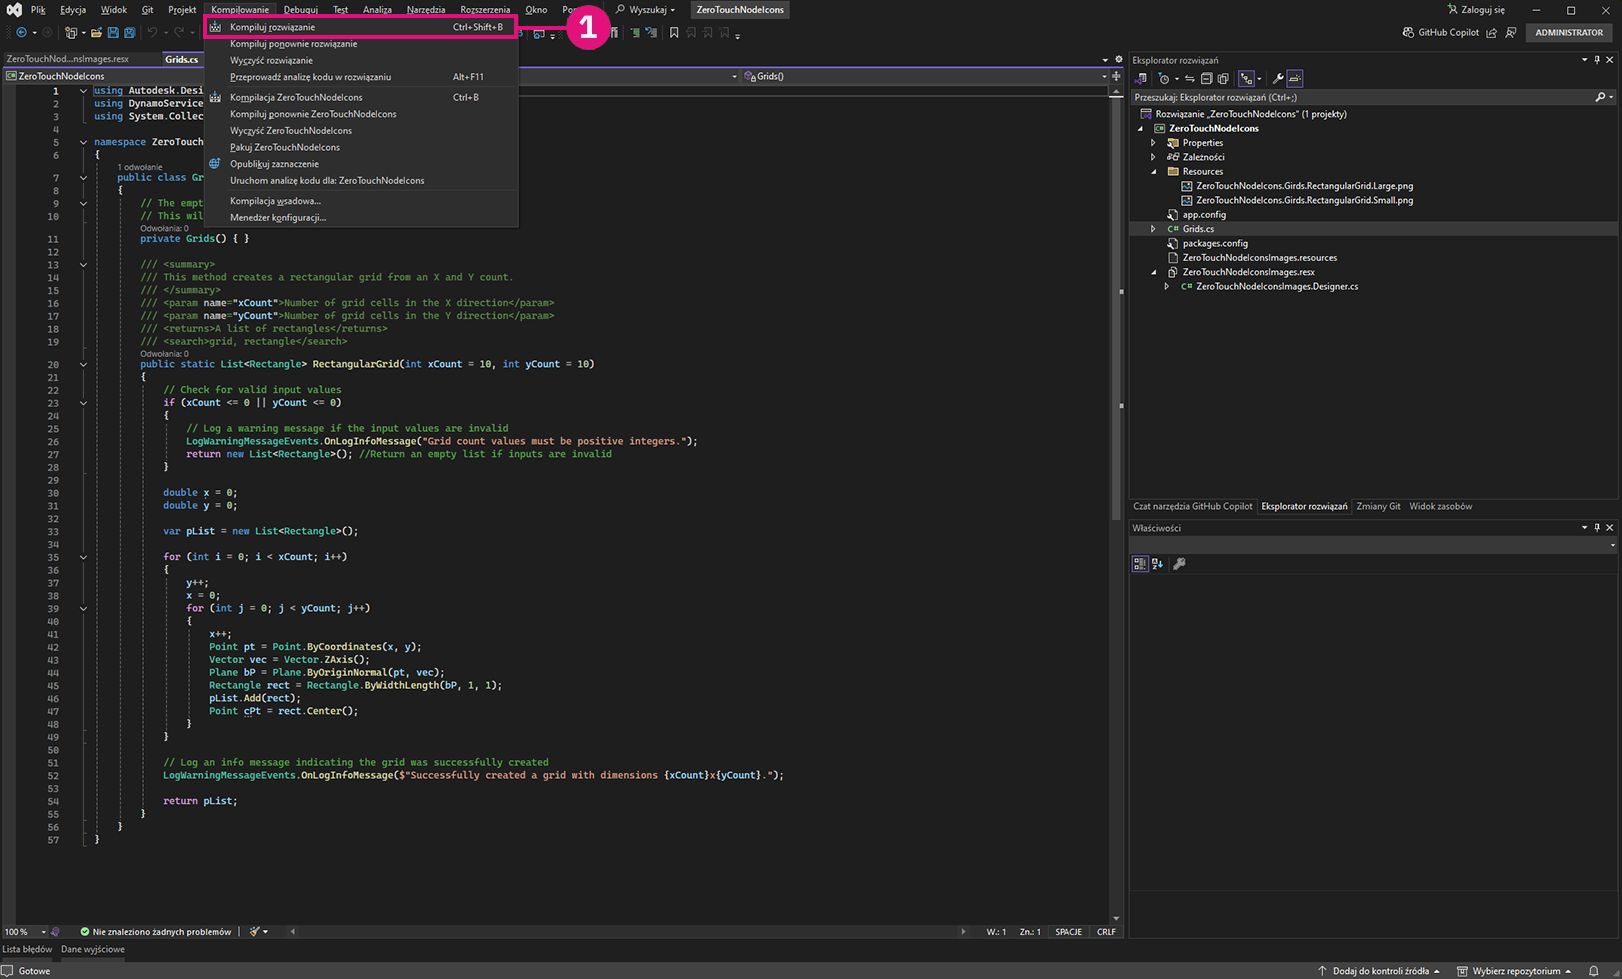 Plik Edycja Widok Git Projekt Kompilowanie Debuguj Test Analiza Narzędzia Rozszerzenia Okno Wyszukaj ZeroTouchNodeIcons Zaloguj się
GitHub Copilot ADMINISTRATOR
Kompiluj rozwiązanie Ctrl+Shift+B
1
Kompiluj ponownie rozwiązanie
Wyczyść rozwiązanie
Przeprowadź analizę kodu w rozwiązaniu Alt+F11
Kompilacja ZeroTouchNodeIcons Ctrl+B
Kompiluj ponownie ZeroTouchNodeIcons
Wyczyść ZeroTouchNodeIcons
Pakuj ZeroTouchNodeIcons
Opublikuj zaznaczenie
Uruchom analizę kodu dla: ZeroTouchNodeIcons
Kompilacja wsadowa...
Menedżer konfiguracji...
ZeroTouchNod...nsImages.resx Grids.cs
ZeroTouchNodeIcons Grids()
1 using Autodesk.Desi
2 using DynamoService
3 using System.Collec
4
5 namespace ZeroTouch
6 {
1 odwołanie
7 public class Gr
8 {
9 // The empt
10 // This wil
Odwołania: 0
11 private Grids() { }
12
13 /// <summary>
14 /// This method creates a rectangular grid from an X and Y count.
15 /// </summary>
16 /// <param name="xCount">Number of grid cells in the X direction</param>
17 /// <param name="yCount">Number of grid cells in the Y direction</param>
18 /// <returns>A list of rectangles</returns>
19 /// <search>grid, rectangle</search>
Odwołania: 0
20 public static List<Rectangle> RectangularGrid(int xCount = 10, int yCount = 10)
21 {
22 // Check for valid input values
23 if (xCount <= 0 || yCount <= 0)
24 {
25 // Log a warning message if the input values are invalid
26 LogWarningMessageEvents.OnLogInfoMessage("Grid count values must be positive integers.");
27 return new List<Rectangle>(); //Return an empty list if inputs are invalid
28 }
29
30 double x = 0;
31 double y = 0;
32
33 var pList = new List<Rectangle>();
34
35 for (int i = 0; i < xCount; i++)
36 {
37 y++;
38 x = 0;
39 for (int j = 0; j < yCount; j++)
40 {
41 x++;
42 Point pt = Point.ByCoordinates(x, y);
43 Vector vec = Vector.ZAxis();
44 Plane bP = Plane.ByOriginNormal(pt, vec);
45 Rectangle rect = Rectangle.ByWidthLength(bP, 1, 1);
46 pList.Add(rect);
47 Point cPt = rect.Center();
48 }
49 }
50
51 // Log an info message indicating the grid was successfully created
52 LogWarningMessageEvents.OnLogInfoMessage($"Successfully created a grid with dimensions {xCount}x{yCount}.");
53
54 return pList;
55 }
56 }
57 }
100 % Nie znaleziono żadnych problemów W.: 1 Zn.: 1 SPACJE CRLF
Lista błędów Dane wyjściowe
Gotowe Dodaj do kontroli źródła Wybierz repozytorium
Eksplorator rozwiązań
Przeszukaj: Eksplorator rozwiązań (Ctrl+;)
Rozwiązanie „ZeroTouchNodeIcons” (1 projekty)
ZeroTouchNodeIcons
Properties
Zależności
Resources
ZeroTouchNodeIcons.Girds.RectangularGrid.Large.png
ZeroTouchNodeIcons.Girds.RectangularGrid.Small.png
app.config
C# Grids.cs
packages.config
ZeroTouchNodeIconsImages.resources
ZeroTouchNodeIconsImages.resx
C# ZeroTouchNodeIconsImages.Designer.cs
Czat narzędzia GitHub Copilot Eksplorator rozwiązań Zmiany Git Widok zasobów
Właściwości